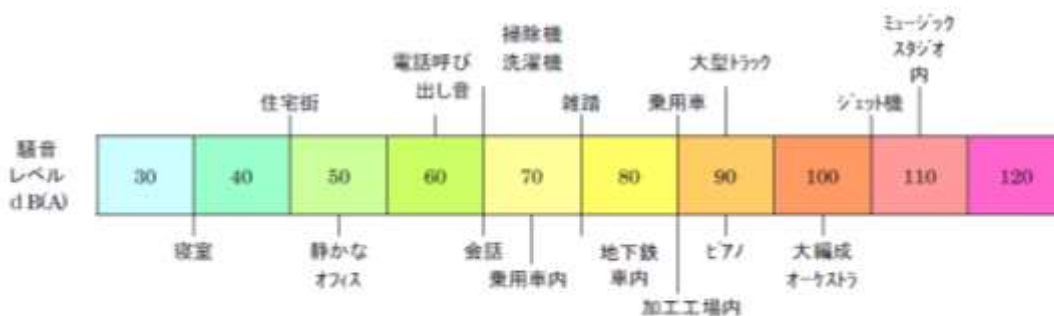 ミュージック
スタジオ
内
掃除機
洗濯機
電話呼び
出し音
大型トラック
住宅街
雑踏
乗用車
ジェット機
騒音
レベル
dB(A)
30 40 50 60 70 80 90 100 110 120
寝室
静かな
オフィス
会話
乗用車内
地下鉄
車内
ピアノ
大編成
オーケストラ
加工工場内